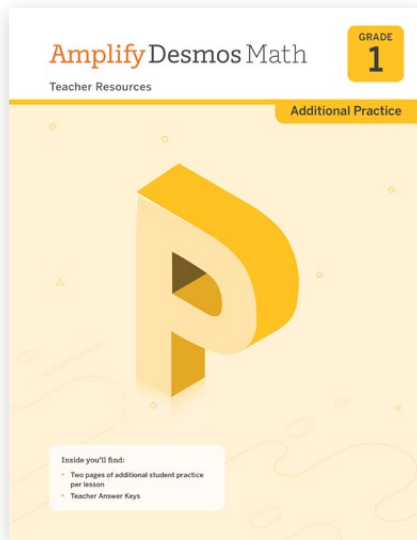 Amplify Desmos Math
GRADE
1
Teacher Resources
Additional Practice
P
Inside you'll find:
• Two pages of additional student practice
per lesson
• Teacher Answer Keys